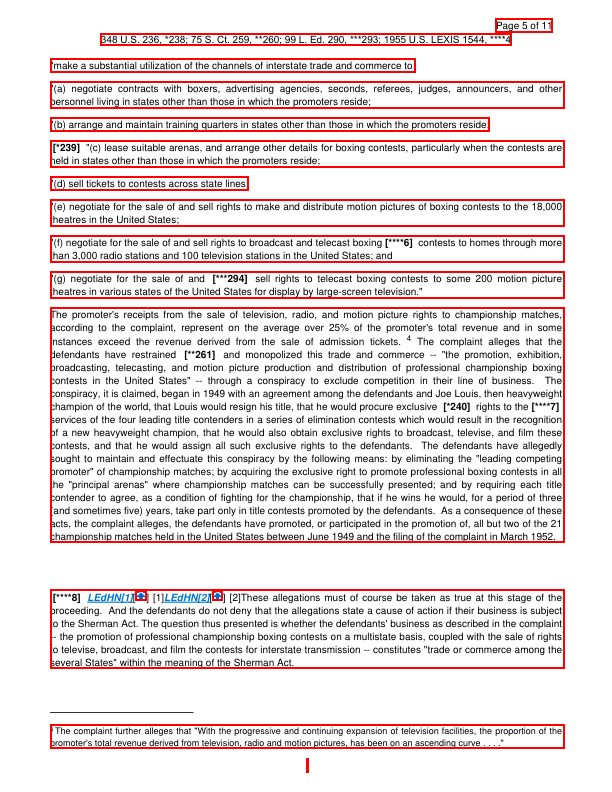 Page 5 of 11
348 U.S. 236, *238; 75 S. Ct. 259, **260; 99 L. Ed. 290, ***293; 1955 U.S. LEXIS 1544, ****4
"make a substantial utilization of the channels of interstate trade and commerce to
"(a) negotiate contracts with boxers, advertising agencies, seconds, referees, judges, announcers, and other
personnel living in states other than those in which the promoters reside;
"(b) arrange and maintain training quarters in states other than those in which the promoters reside;
[*239] "(c) lease suitable arenas, and arrange other details for boxing contests, particularly when the contests are
held in states other than those in which the promoters reside;
"(d) sell tickets to contests across state lines;
"(e) negotiate for the sale of and sell rights to make and distribute motion pictures of boxing contests to the 18,000
theatres in the United States;
"(f) negotiate for the sale of and sell rights to broadcast and telecast boxing [****6] contests to homes through more
than 3,000 radio stations and 100 television stations in the United States; and
"(g) negotiate for the sale of and [***294] sell rights to telecast boxing contests to some 200 motion picture
theatres in various states of the United States for display by large-screen television."
The promoter's receipts from the sale of television, radio, and motion picture rights to championship matches,
according to the complaint, represent on the average over 25% of the promoter's total revenue and in some
instances exceed the revenue derived from the sale of admission tickets. 4 The complaint alleges that the
defendants have restrained [**261] and monopolized this trade and commerce -- "the promotion, exhibition,
broadcasting, telecasting, and motion picture production and distribution of professional championship boxing
contests in the United States" -- through a conspiracy to exclude competition in their line of business. The
conspiracy, it is claimed, began in 1949 with an agreement among the defendants and Joe Louis, then heavyweight
champion of the world, that Louis would resign his title, that he would procure exclusive [*240] rights to the [****7]
services of the four leading title contenders in a series of elimination contests which would result in the recognition
of a new heavyweight champion, that he would also obtain exclusive rights to broadcast, televise, and film these
contests, and that he would assign all such exclusive rights to the defendants. The defendants have allegedly
sought to maintain and effectuate this conspiracy by the following means: by eliminating the "leading competing
promoter" of championship matches; by acquiring the exclusive right to promote professional boxing contests in all
the "principal arenas" where championship matches can be successfully presented; and by requiring each title
contender to agree, as a condition of fighting for the championship, that if he wins he would, for a period of three
(and sometimes five) years, take part only in title contests promoted by the defendants. As a consequence of these
acts, the complaint alleges, the defendants have promoted, or participated in the promotion of, all but two of the 21
championship matches held in the United States between June 1949 and the filing of the complaint in March 1952.
[****8] LEdHN[1] [1]LEdHN[2] [2]These allegations must of course be taken as true at this stage of the
proceeding. And the defendants do not deny that the allegations state a cause of action if their business is subject
to the Sherman Act. The question thus presented is whether the defendants' business as described in the complaint
-- the promotion of professional championship boxing contests on a multistate basis, coupled with the sale of rights
to televise, broadcast, and film the contests for interstate transmission -- constitutes "trade or commerce among the
several States" within the meaning of the Sherman Act.
The complaint further alleges that "With the progressive and continuing expansion of television facilities, the proportion of the
promoter's total revenue derived from television, radio and motion pictures, has been on an ascending curve . . . ."